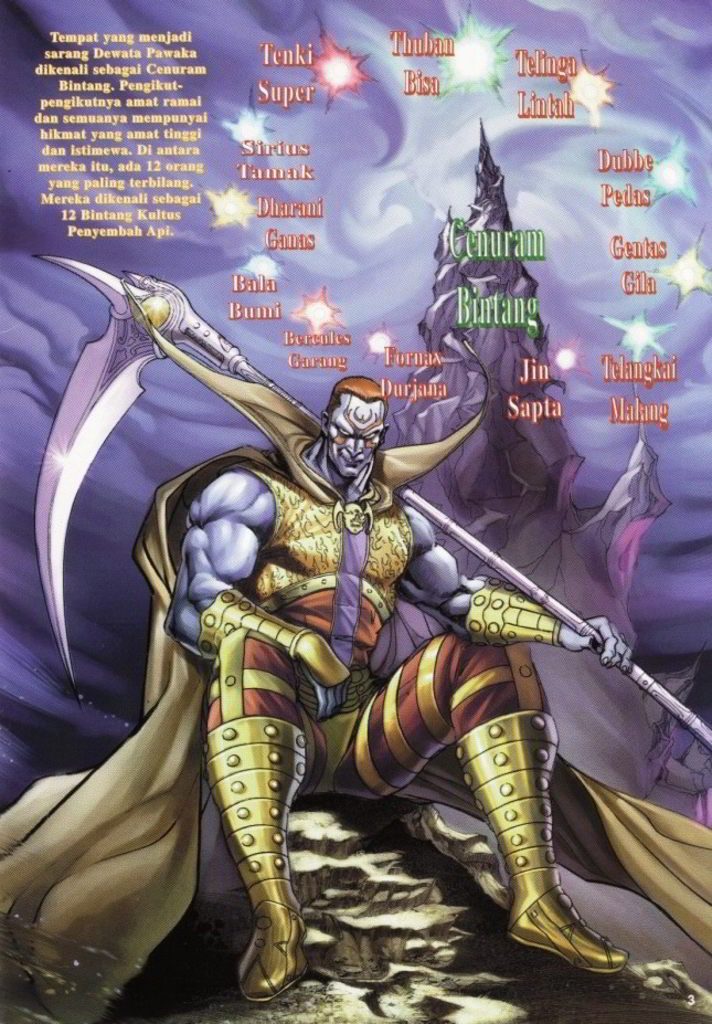 Tempat yang menjadi
sarang Dewata Pawaka
dikenali sebagai Cenuram
Bintang. Pengikut-
pengikutnya amat ramai
dan semuanya mempunyai
hikmat yang amat tinggi
dan istimewa. Di antara
mereka itu, ada 12 orang
yang paling terbilang.
Mereka dikenali sebagai
12 Bintang Kultus
Penyembah Api.
Tenki
Super
Thuban
Bisa
Telinga
Lintah
Sirius
Tamak
Dubbe
Pedas
Dharani
Ganas
Cenuram
Bintang
Gentas
Gila
Bala
Bumi
Bercules
Garang
Fornax
Durjana
Jin
Sapta
Telangkai
Malang
3